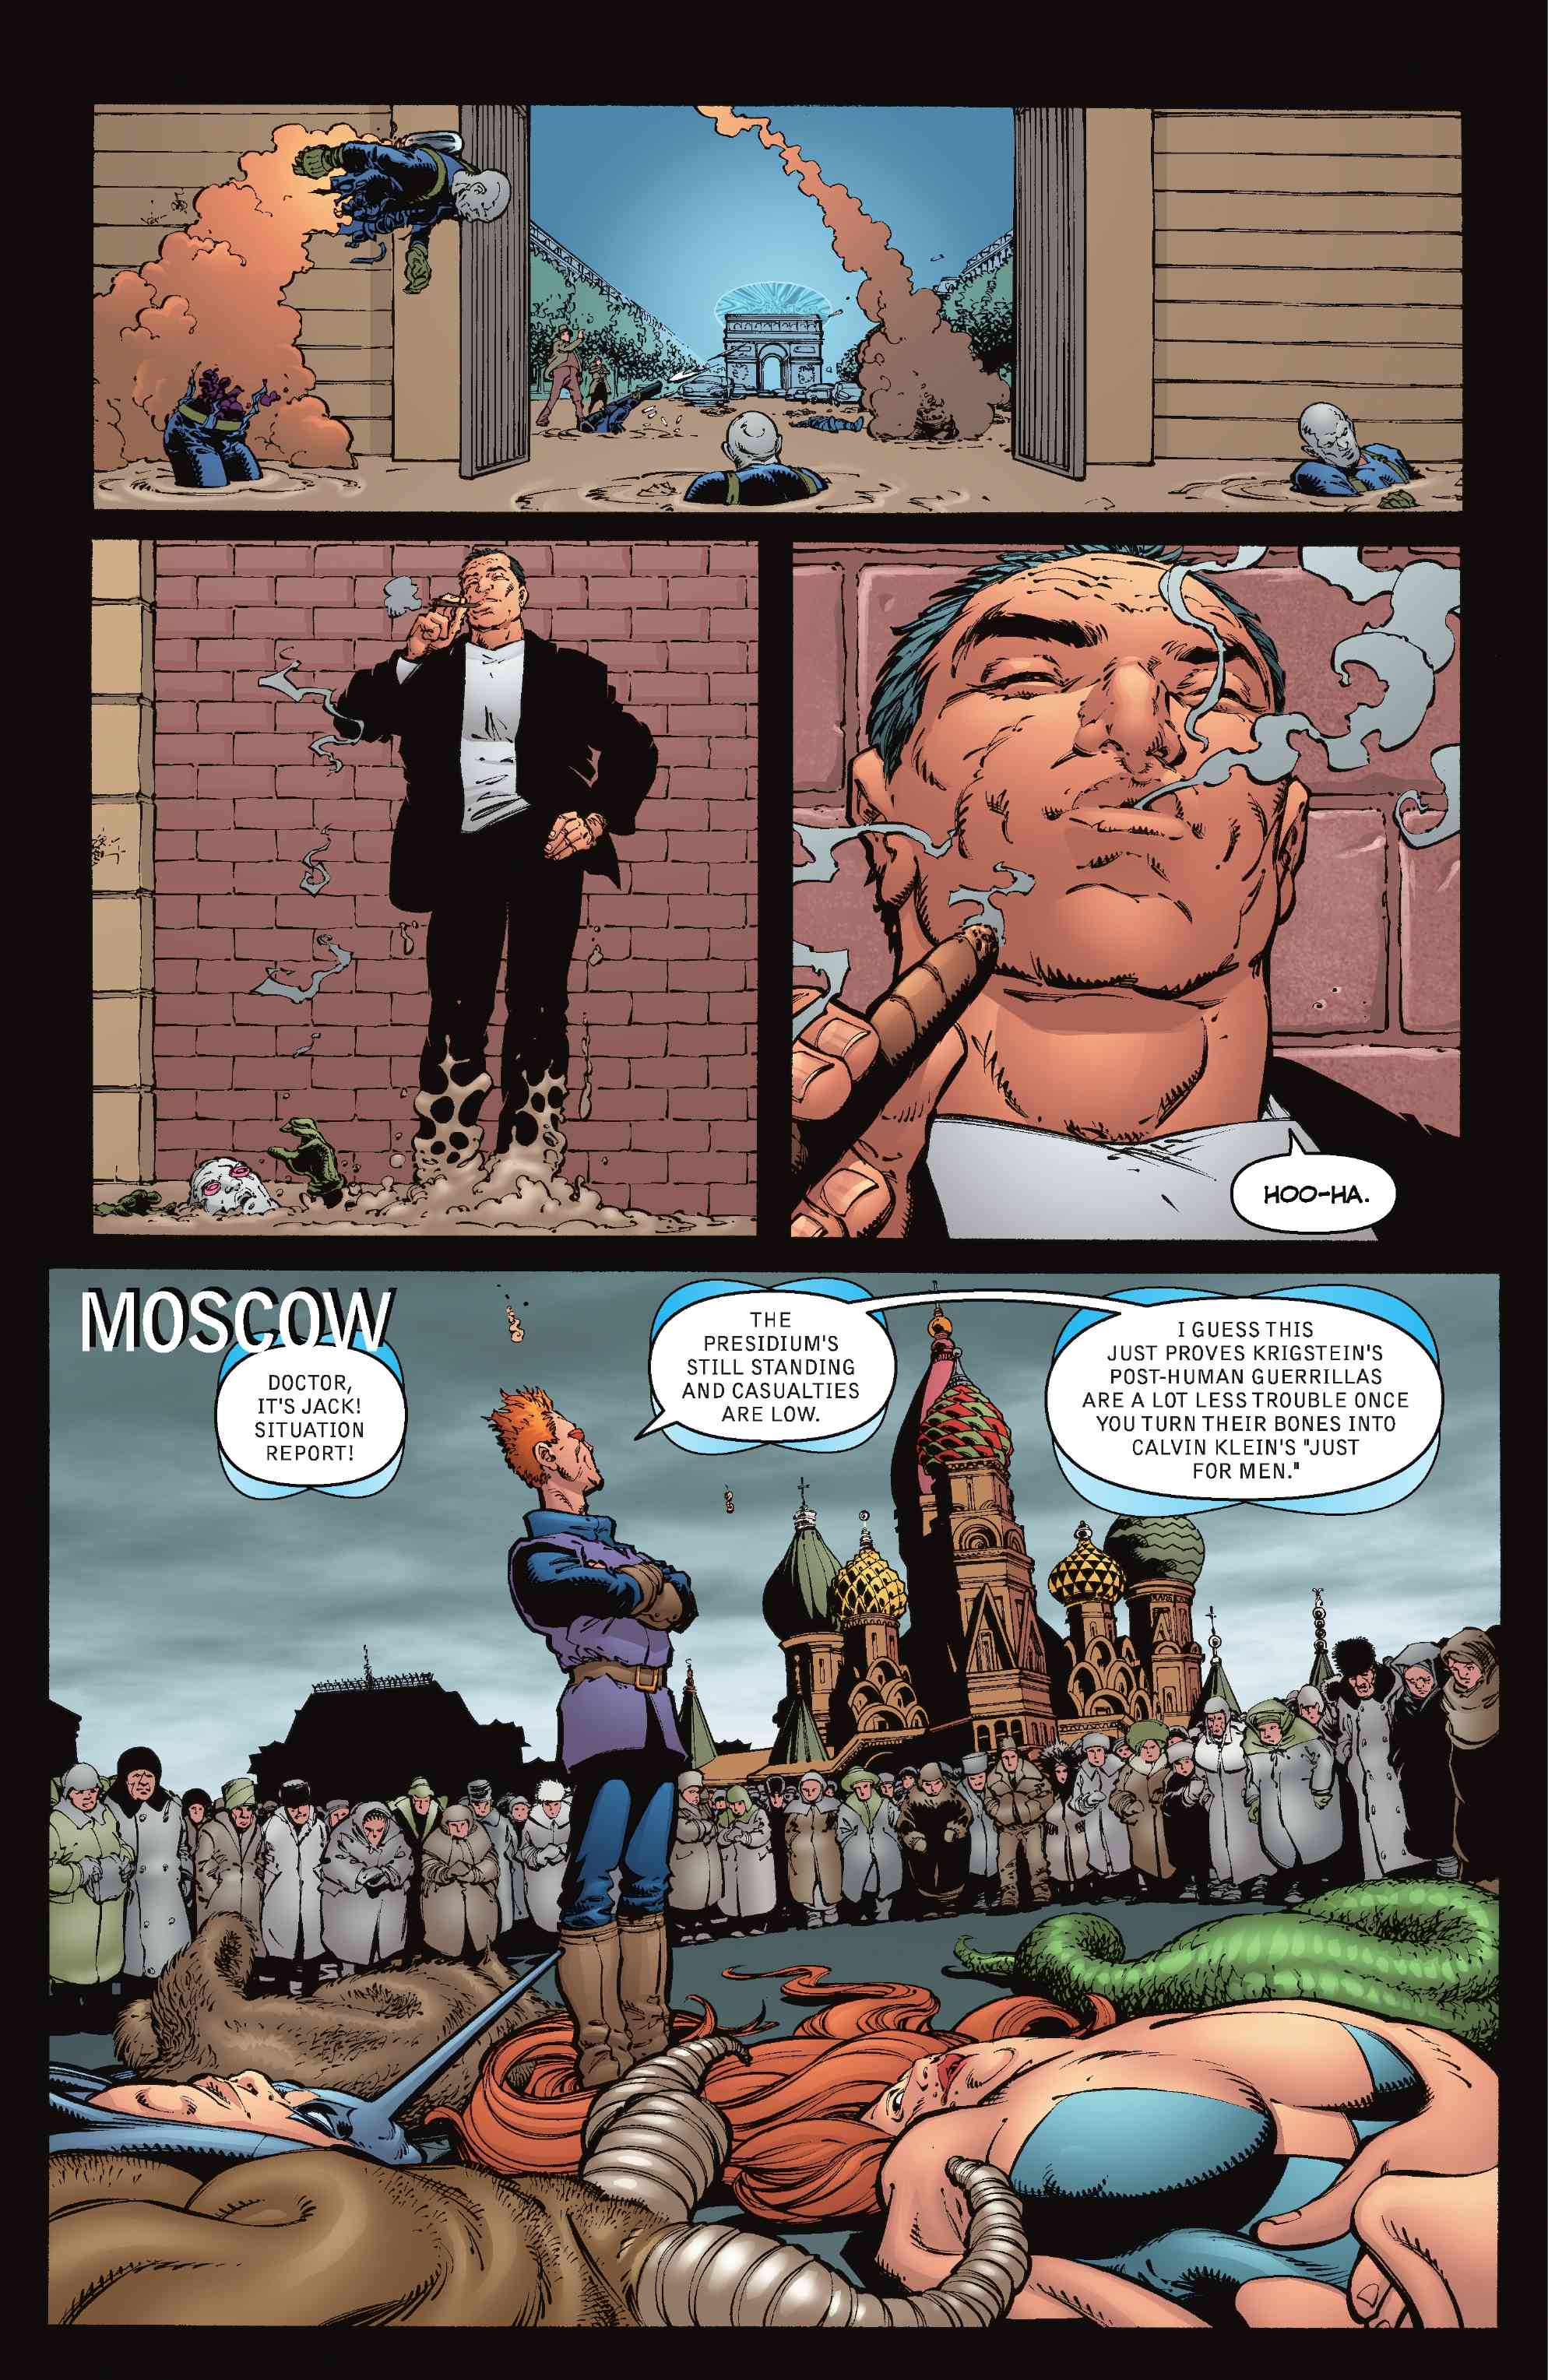 HOO-HA.
MOSCOW
DOCTOR,
IT'S JACK!
SITUATION
REPORT!
THE
PRESIDIUM'S
STILL STANDING
AND CASUALTIES
ARE LOW.
I GUESS THIS
JUST PROVES KRIGSTEIN'S
POST-HUMAN GUERRILLAS
ARE A LOT LESS TROUBLE ONCE
YOU TURN THEIR BONES INTO
CALVIN KLEIN'S "JUST
FOR MEN."